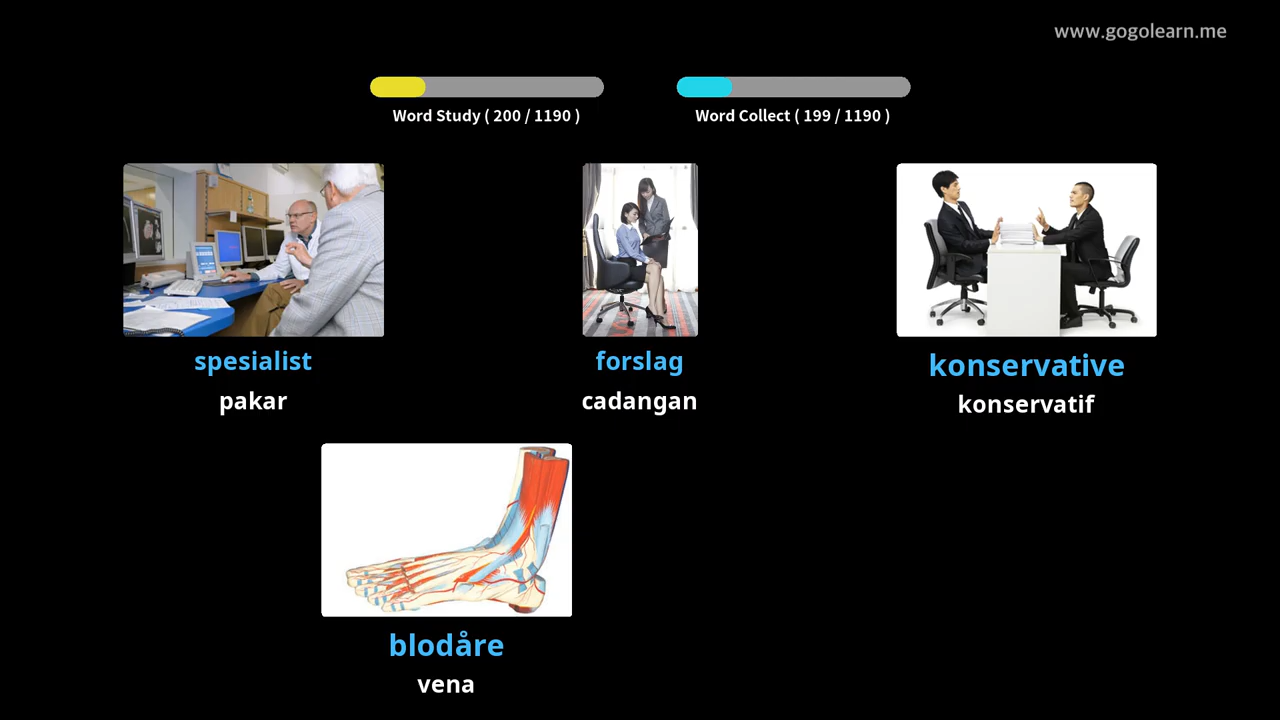 www.gogolearn.me
Word Study ( 200 / 1190 )
Word Collect ( 199 / 1190 )
spesialist
pakar
forslag
cadangan
konservative
konservatif
blodåre
vena